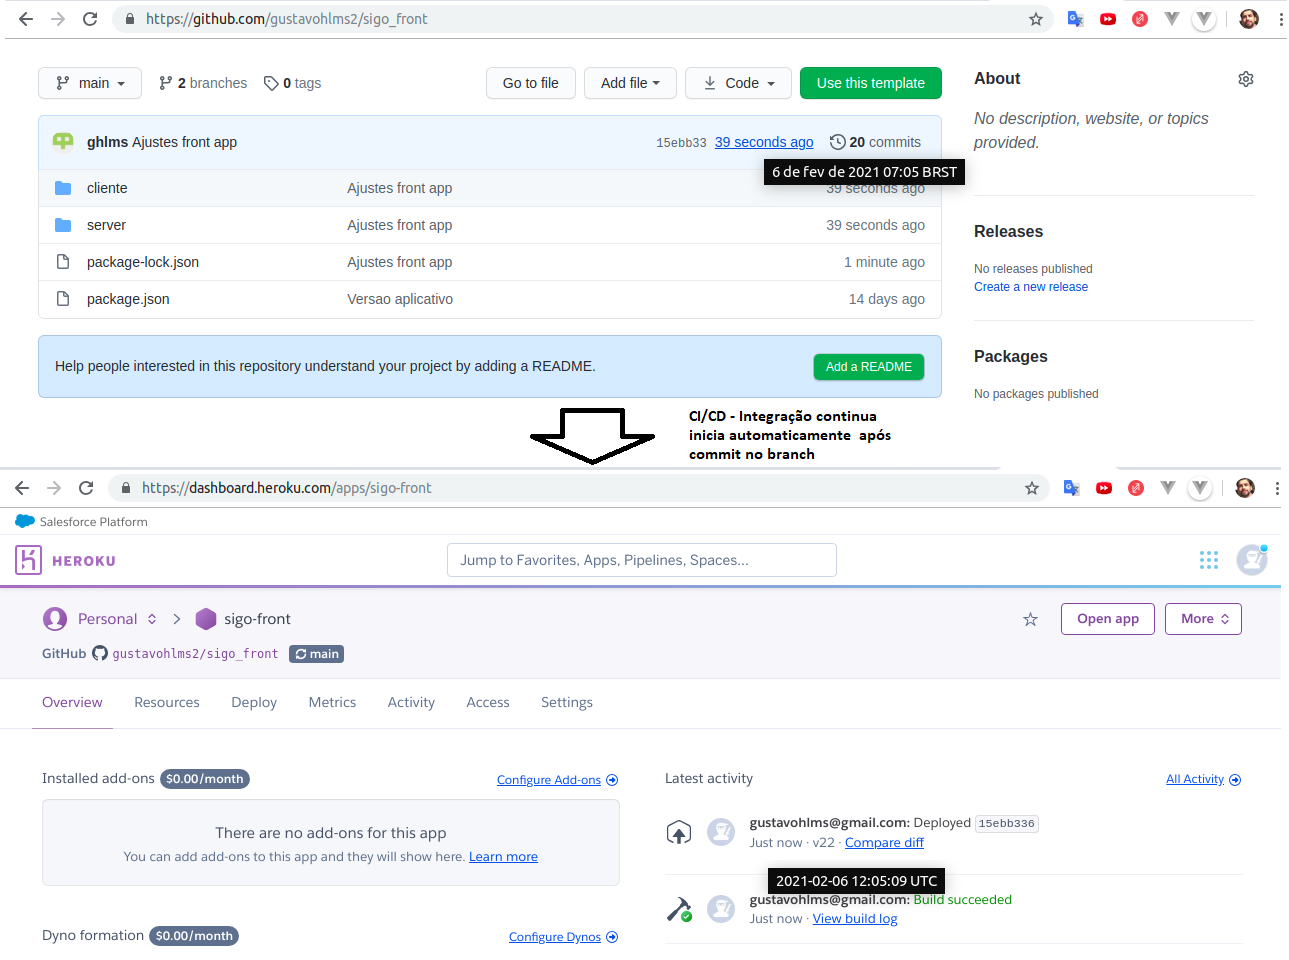 https://github.com/gustavohlms2/sigo_front
main
2 branches
0 tags
Go to file
Add file
Code
Use this template
ghlms Ajustes front app
15ebb33 39 seconds ago 20 commits
6 de fev de 2021 07:05 BRST
cliente Ajustes front app 39 seconds ago
server Ajustes front app 39 seconds ago
package-lock.json Ajustes front app 1 minute ago
package.json Versao aplicativo 14 days ago
Help people interested in this repository understand your project by adding a README.
Add a README
About
No description, website, or topics
provided.
Releases
No releases published
Create a new release
Packages
No packages published
CI/CD - Integração continua
inicia automaticamente após
commit no branch
https://dashboard.heroku.com/apps/sigo-front
Salesforce Platform
HEROKU
Jump to Favorites, Apps, Pipelines, Spaces...
Personal
sigo-front
Open app
More
GitHub gustavohlms2/sigo_front main
Overview Resources Deploy Metrics Activity Access Settings
Installed add-ons $0.00/month
Configure Add-ons
There are no add-ons for this app
You can add add-ons to this app and they will show here. Learn more
Dyno formation $0.00/month
Configure Dynos
Latest activity
All Activity
gustavohlms@gmail.com: Deployed 15ebb336
Just now · v22 · Compare diff
2021-02-06 12:05:09 UTC
gustavohlms@gmail.com: Build succeeded
Just now · View build log